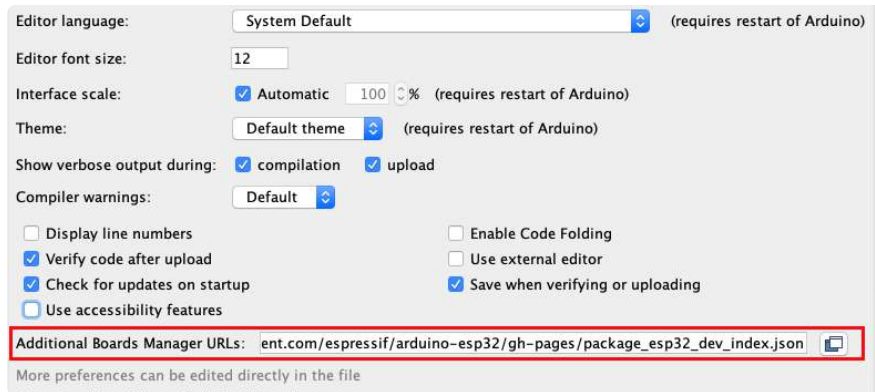 Editor language: System Default (requires restart of Arduino)
Editor font size: 12
Interface scale: Automatic 100 % (requires restart of Arduino)
Theme: Default theme (requires restart of Arduino)
Show verbose output during: compilation upload
Compiler warnings: Default
Display line numbers Enable Code Folding
Verify code after upload Use external editor
Check for updates on startup Save when verifying or uploading
Use accessibility features
Additional Boards Manager URLs: ent.com/espressif/arduino-esp32/gh-pages/package_esp32_dev_index.json
More preferences can be edited directly in the file